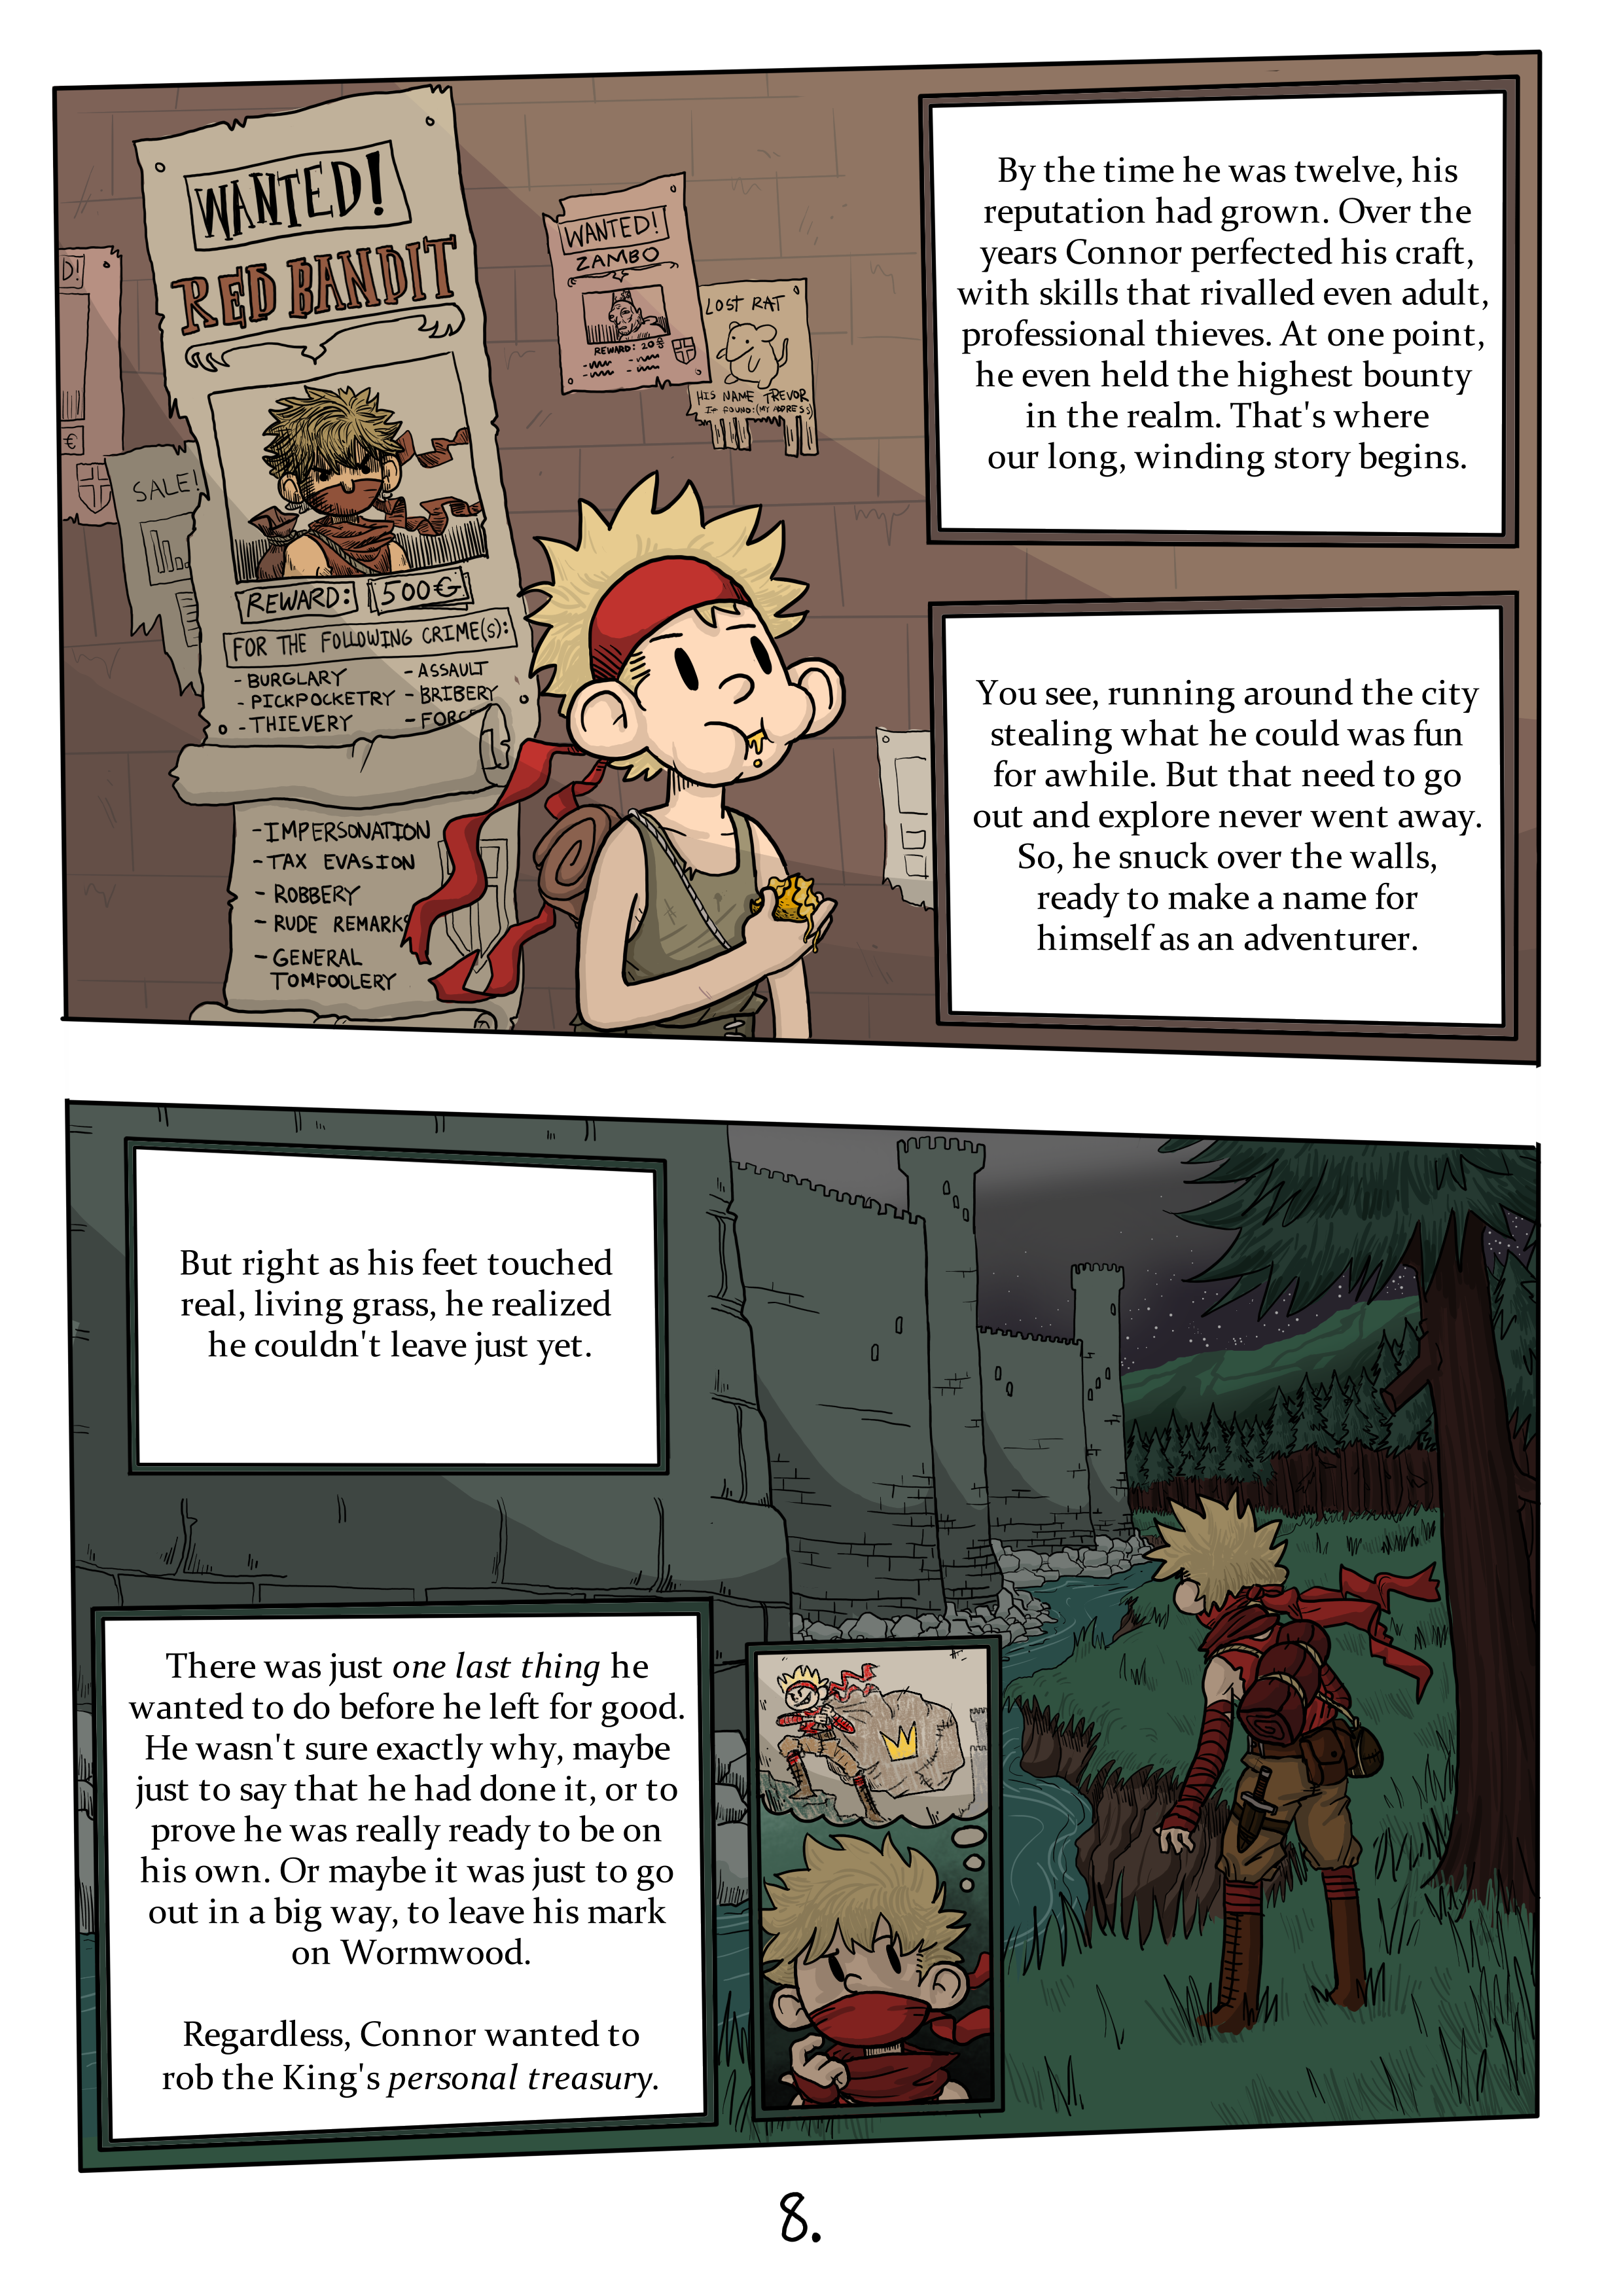 WANTED!
RED BANDIT
REWARD: 500€
FOR THE FOLLOWING CRIME(S):
- BURGLARY - ASSAULT
- PICKPOCKETRY - BRIBERY
- THIEVERY
- IMPERSONATION
- TAX EVASION
- ROBBERY
- RUDE REMARKS
- GENERAL
TOMFOOLERY
D!
€
SALE!
WANTED!
ZAMBO
REWARD: 20
LOST RAT
HIS NAME TREVOR
IF FOUND: (MY ADDRESS)
By the time he was twelve, his
reputation had grown. Over the
years Connor perfected his craft,
with skills that rivalled even adult,
professional thieves. At one point,
he even held the highest bounty
in the realm. That's where
our long, winding story begins.
You see, running around the city
stealing what he could was fun
for awhile. But that need to go
out and explore never went away.
So, he snuck over the walls,
ready to make a name for
himself as an adventurer.
But right as his feet touched
real, living grass, he realized
he couldn't leave just yet.
There was just one last thing he
wanted to do before he left for good.
He wasn't sure exactly why, maybe
just to say that he had done it, or to
prove he was really ready to be on
his own. Or maybe it was just to go
out in a big way, to leave his mark
on Wormwood.
Regardless, Connor wanted to
rob the King's personal treasury.
8.